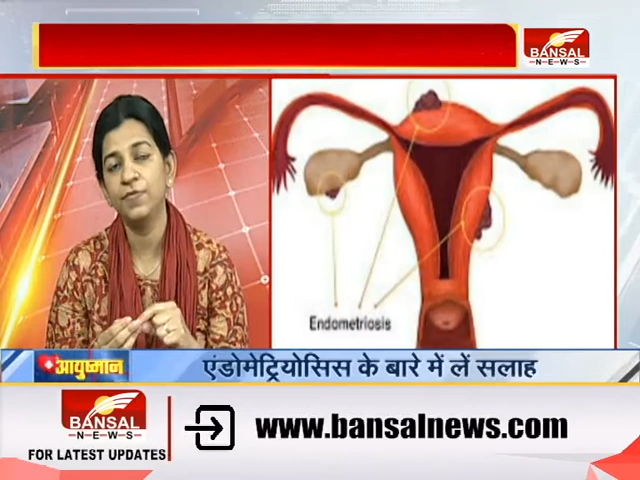 BANSAL
NEWS
Endometriosis
आयुष्मान
एंडोमेट्रियोसिस के बारे में लें सलाह
BANSAL
NEWS
FOR LATEST UPDATES
www.bansalnews.com